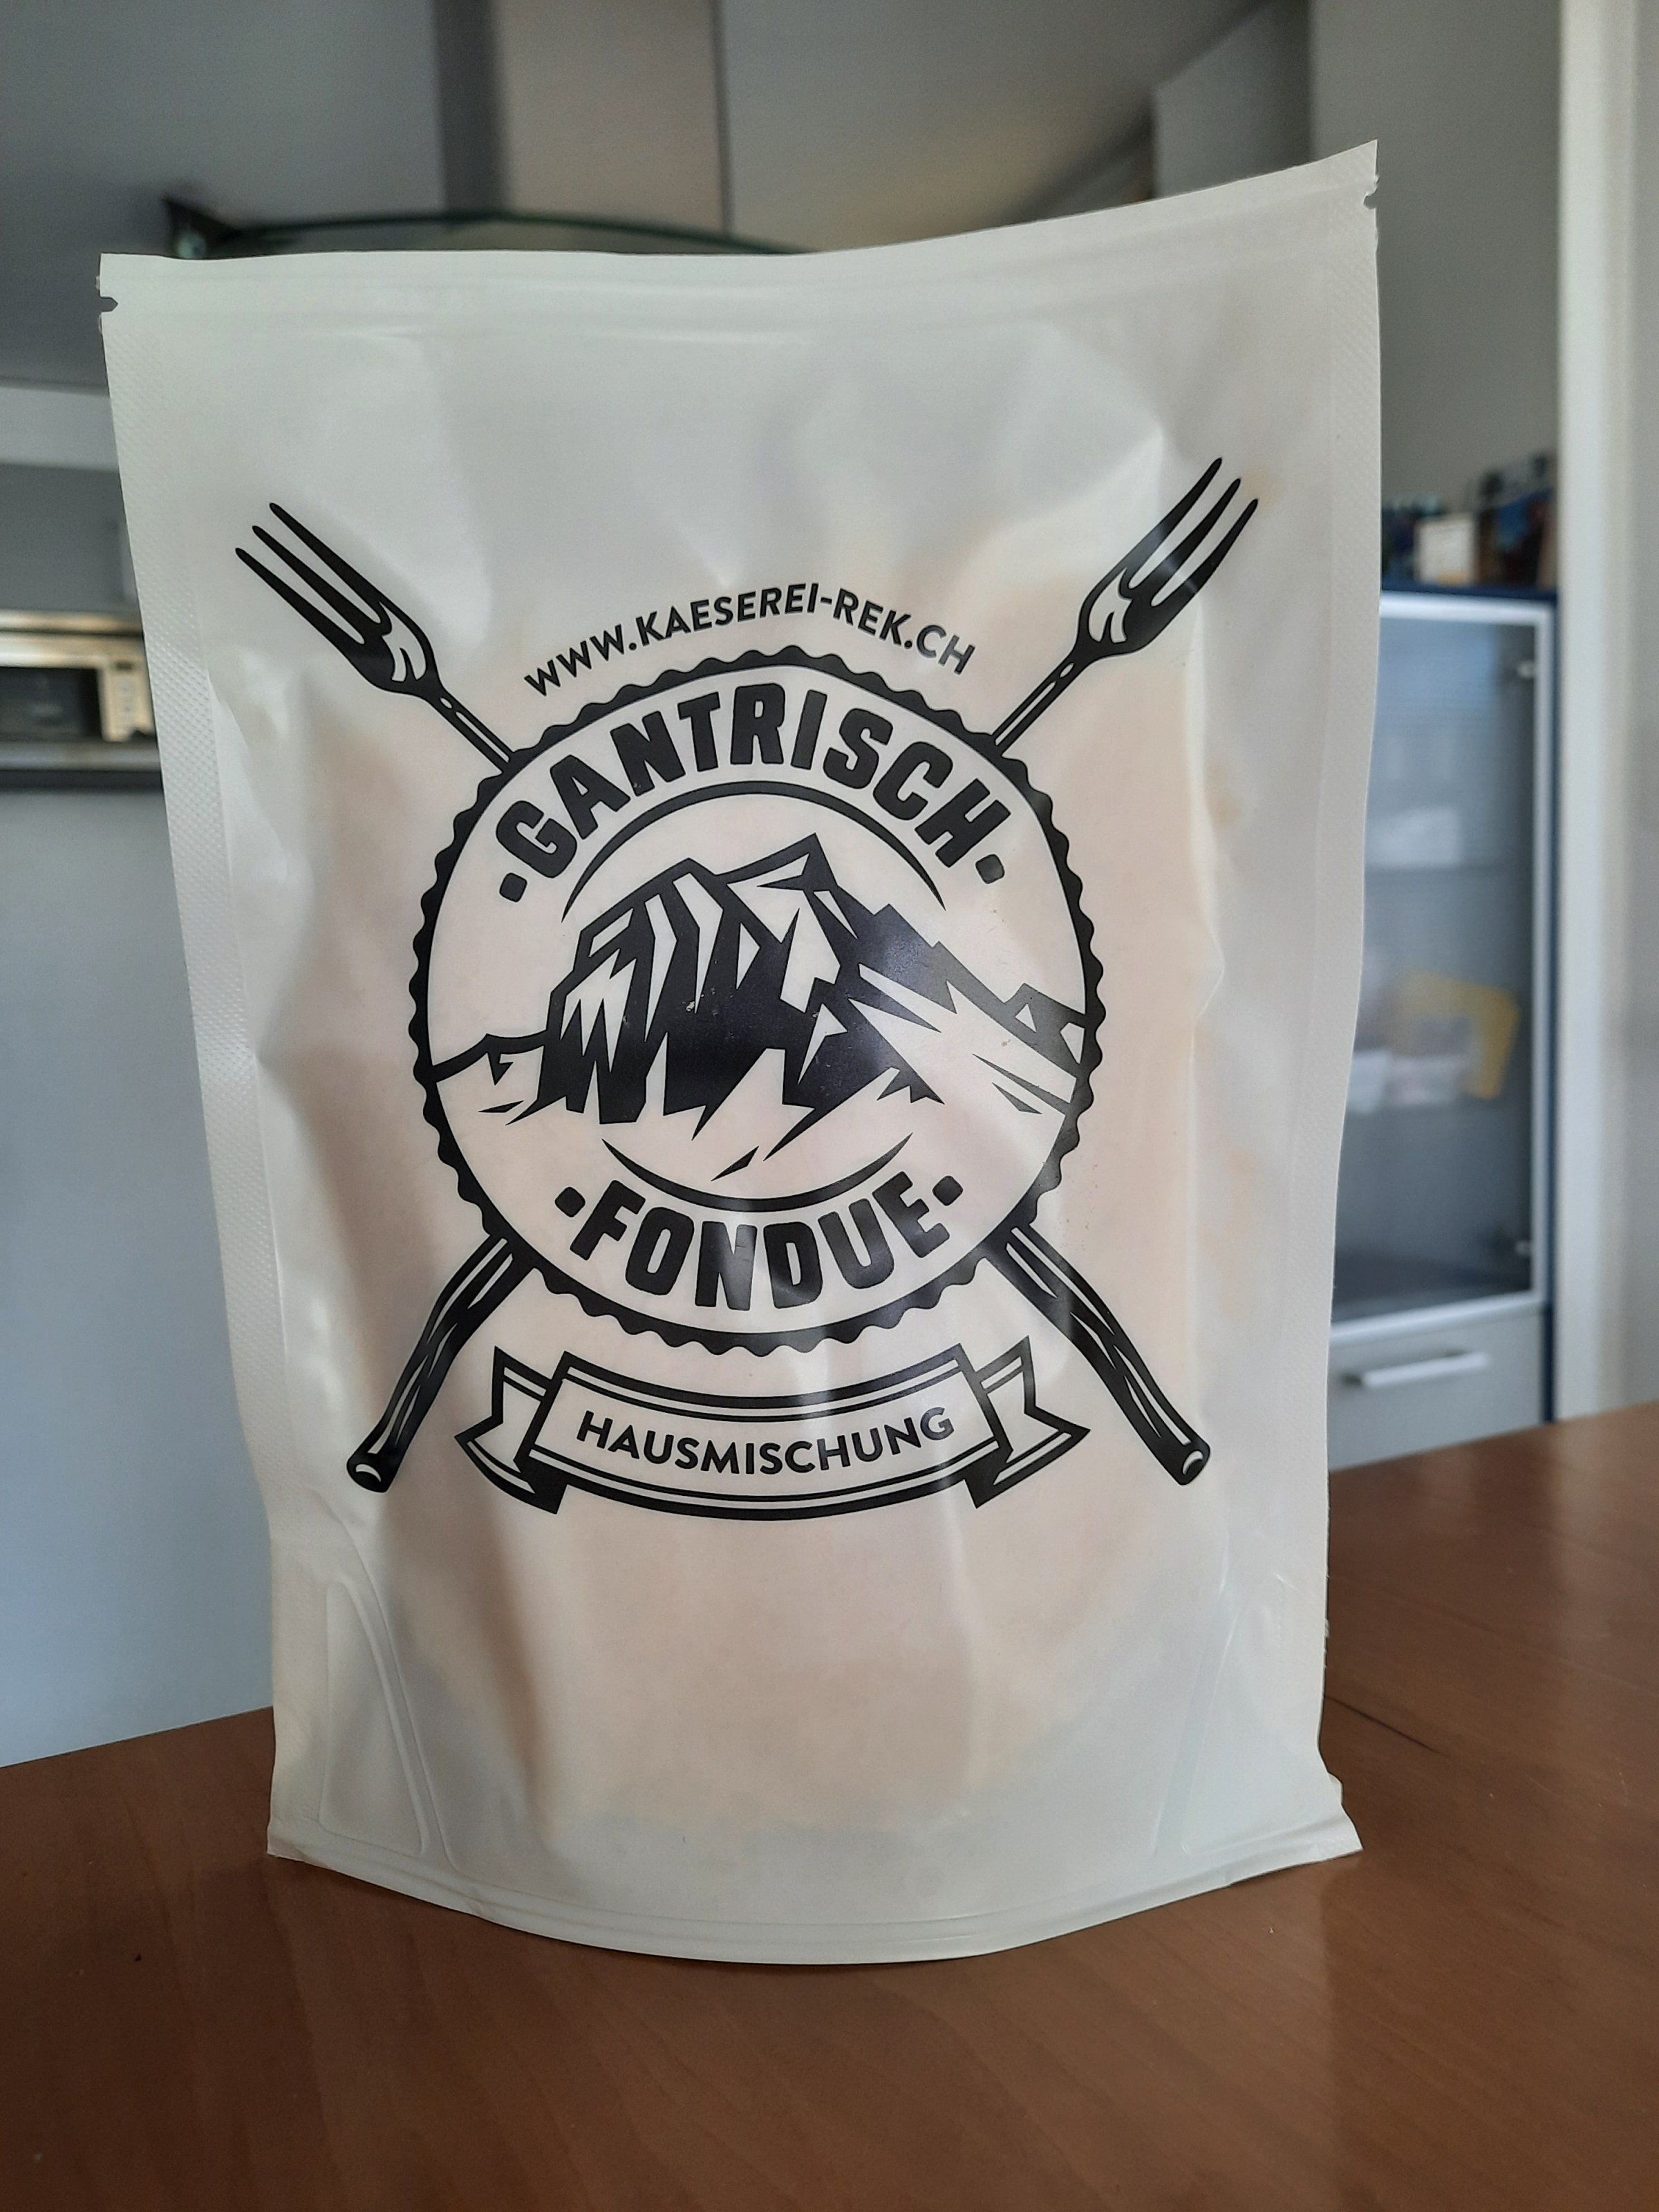 WWW.KAESEREI-REK.CH
·GANTRISCH·
·FONDUE·
HAUSMISCHUNG